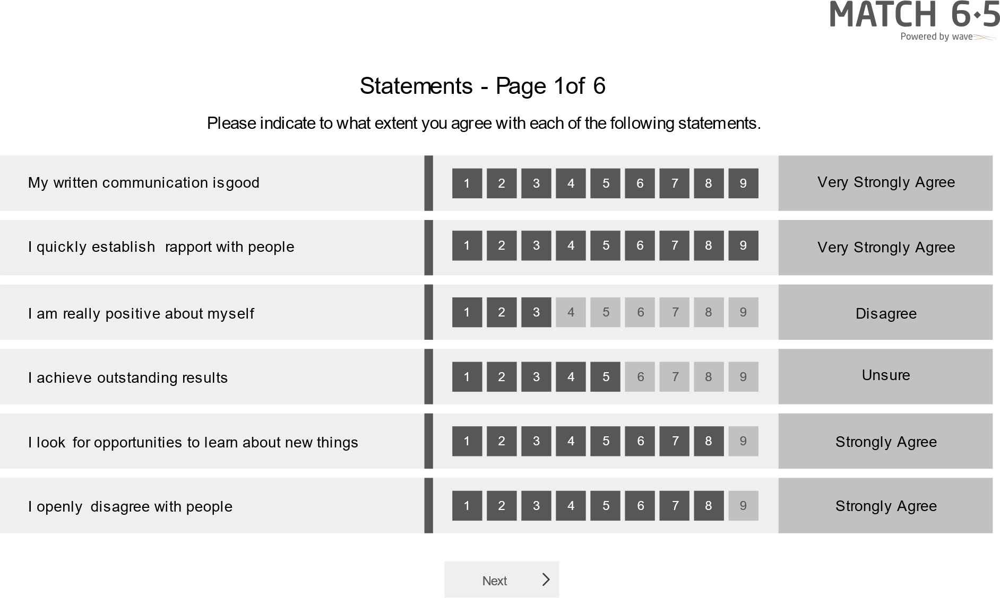 MATCH 6·5
Powered by wave
Statements - Page 1of 6
Please indicate to what extent you agree with each of the following statements.
My written communication is good 1 2 3 4 5 6 7 8 9 Very Strongly Agree
I quickly establish rapport with people 1 2 3 4 5 6 7 8 9 Very Strongly Agree
I am really positive about myself 1 2 3 4 5 6 7 8 9 Disagree
I achieve outstanding results 1 2 3 4 5 6 7 8 9 Unsure
I look for opportunities to learn about new things 1 2 3 4 5 6 7 8 9 Strongly Agree
I openly disagree with people 1 2 3 4 5 6 7 8 9 Strongly Agree
Next